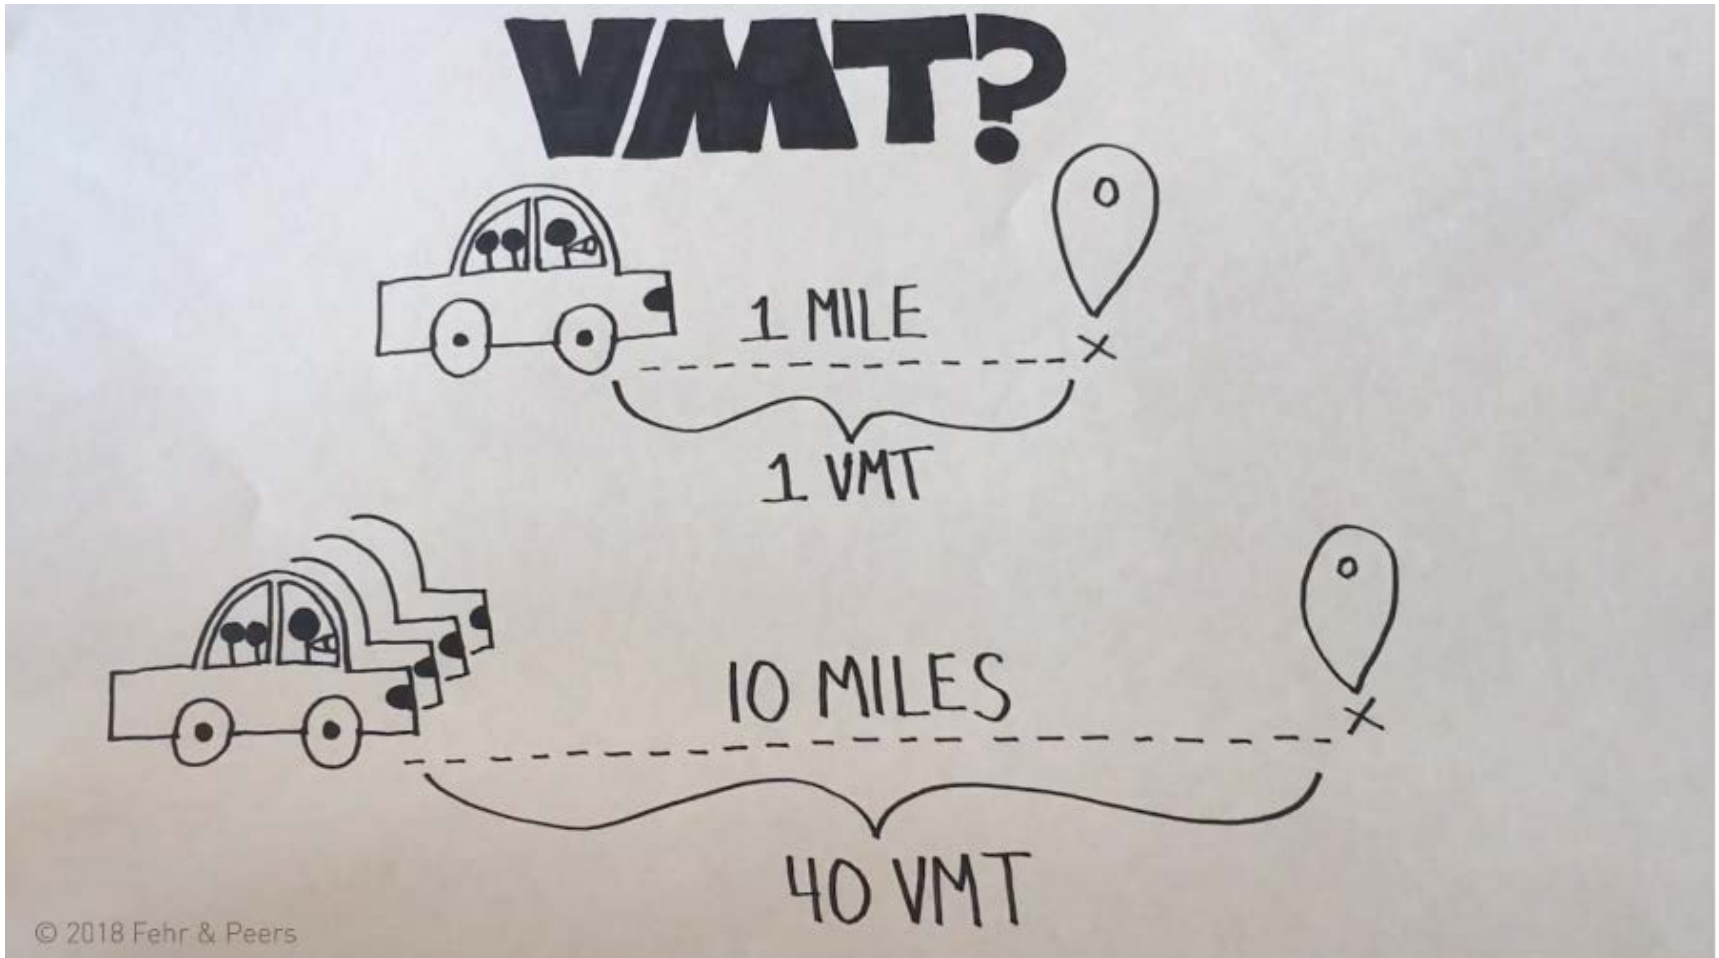 VMT?
1 MILE
1 VMT
10 MILES
40 VMT
© 2018 Fehr & Peers